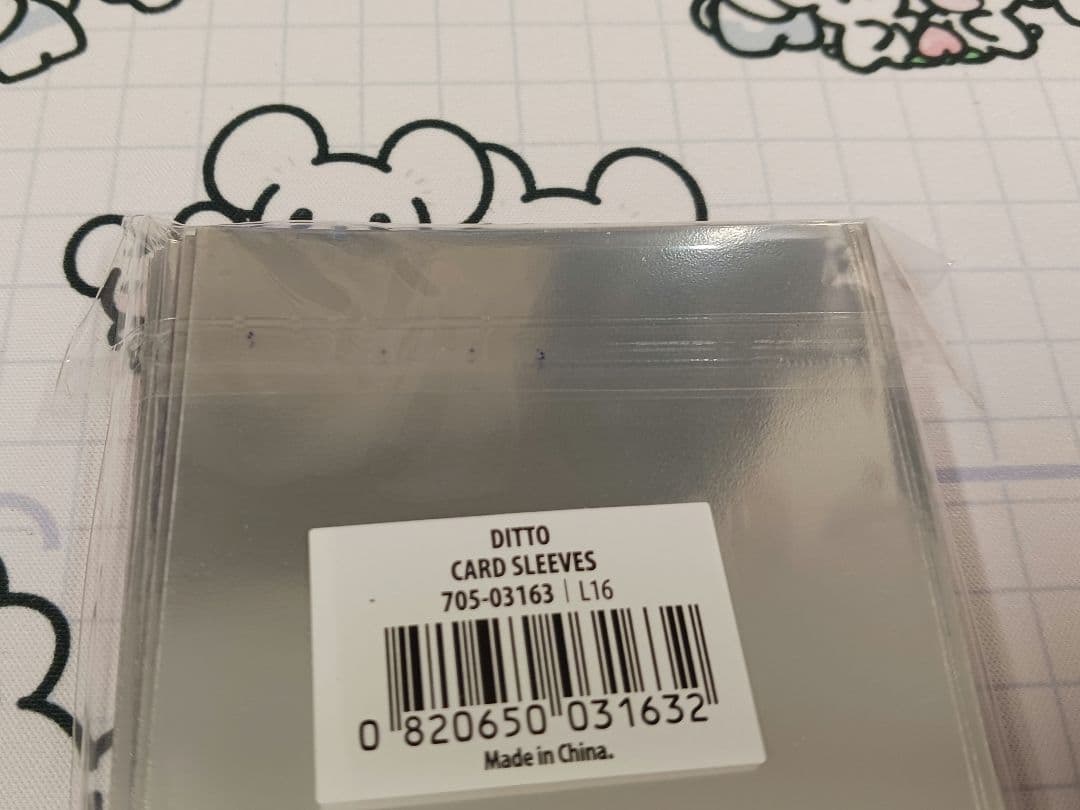 DITTO
CARD SLEEVES
705-03163 | L16
0 820650 031632
Made in China.